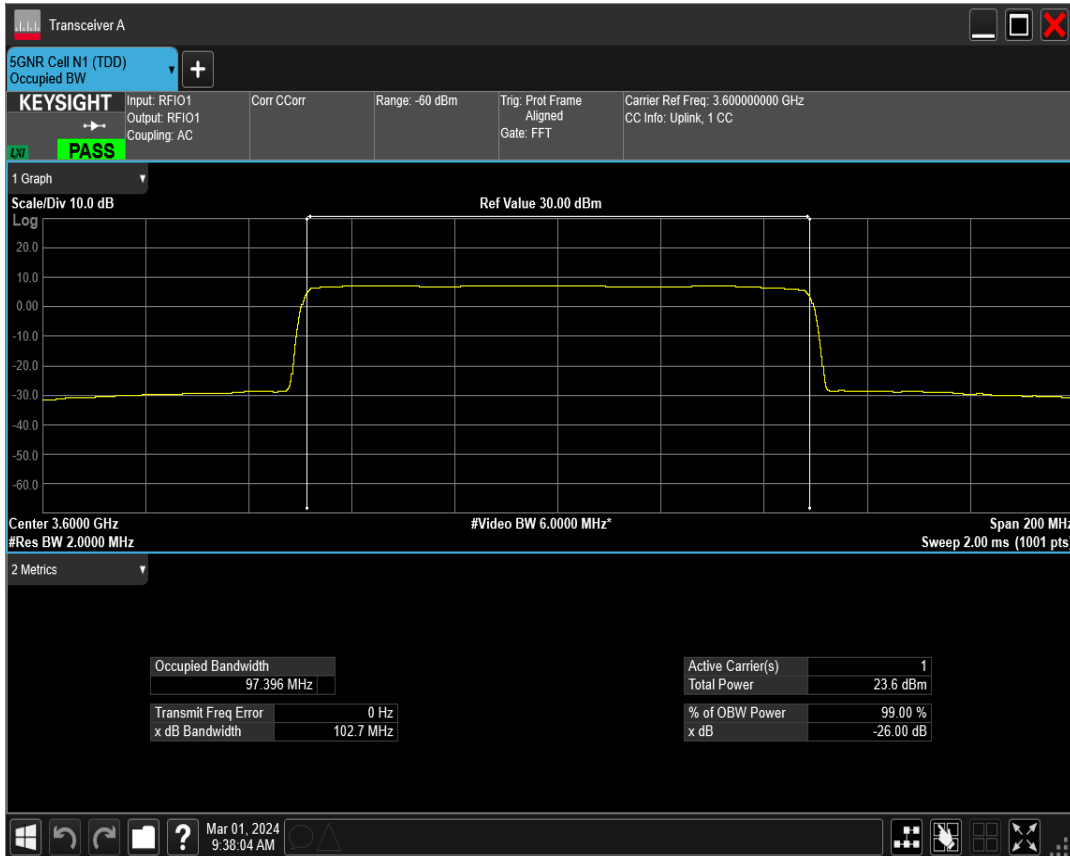 Transceiver A
5GNR Cell N1 (TDD)
Occupied BW
+
KEYSIGHT
LXI
PASS
Input: RFIO1
Output: RFIO1
Coupling: AC
Corr CCorr
Range: -60 dBm
Trig: Prot Frame
Aligned
Gate: FFT
Carrier Ref Freq: 3.600000000 GHz
CC Info: Uplink, 1 CC
1 Graph
Scale/Div 10.0 dB
Ref Value 30.00 dBm
Log
20.0
10.0
0.00
-10.0
-20.0
-30.0
-40.0
-50.0
-60.0
Center 3.6000 GHz
#Video BW 6.0000 MHz*
Span 200 MHz
#Res BW 2.0000 MHz
Sweep 2.00 ms (1001 pts)
2 Metrics
Occupied Bandwidth
97.396 MHz
Transmit Freq Error 0 Hz
x dB Bandwidth 102.7 MHz
Active Carrier(s) 1
Total Power 23.6 dBm
% of OBW Power 99.00 %
x dB -26.00 dB
?
Mar 01, 2024
9:38:04 AM